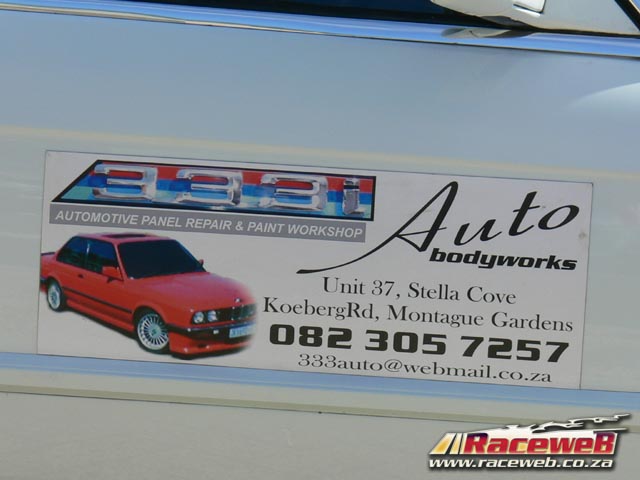 333i
AUTOMOTIVE PANEL REPAIR & PAINT WORKSHOP
Auto
bodyworks
Unit 37, Stella Cove
KoebergRd, Montague Gardens
082 305 7257
333auto@webmail.co.za
RaceweB
www.raceweb.co.za